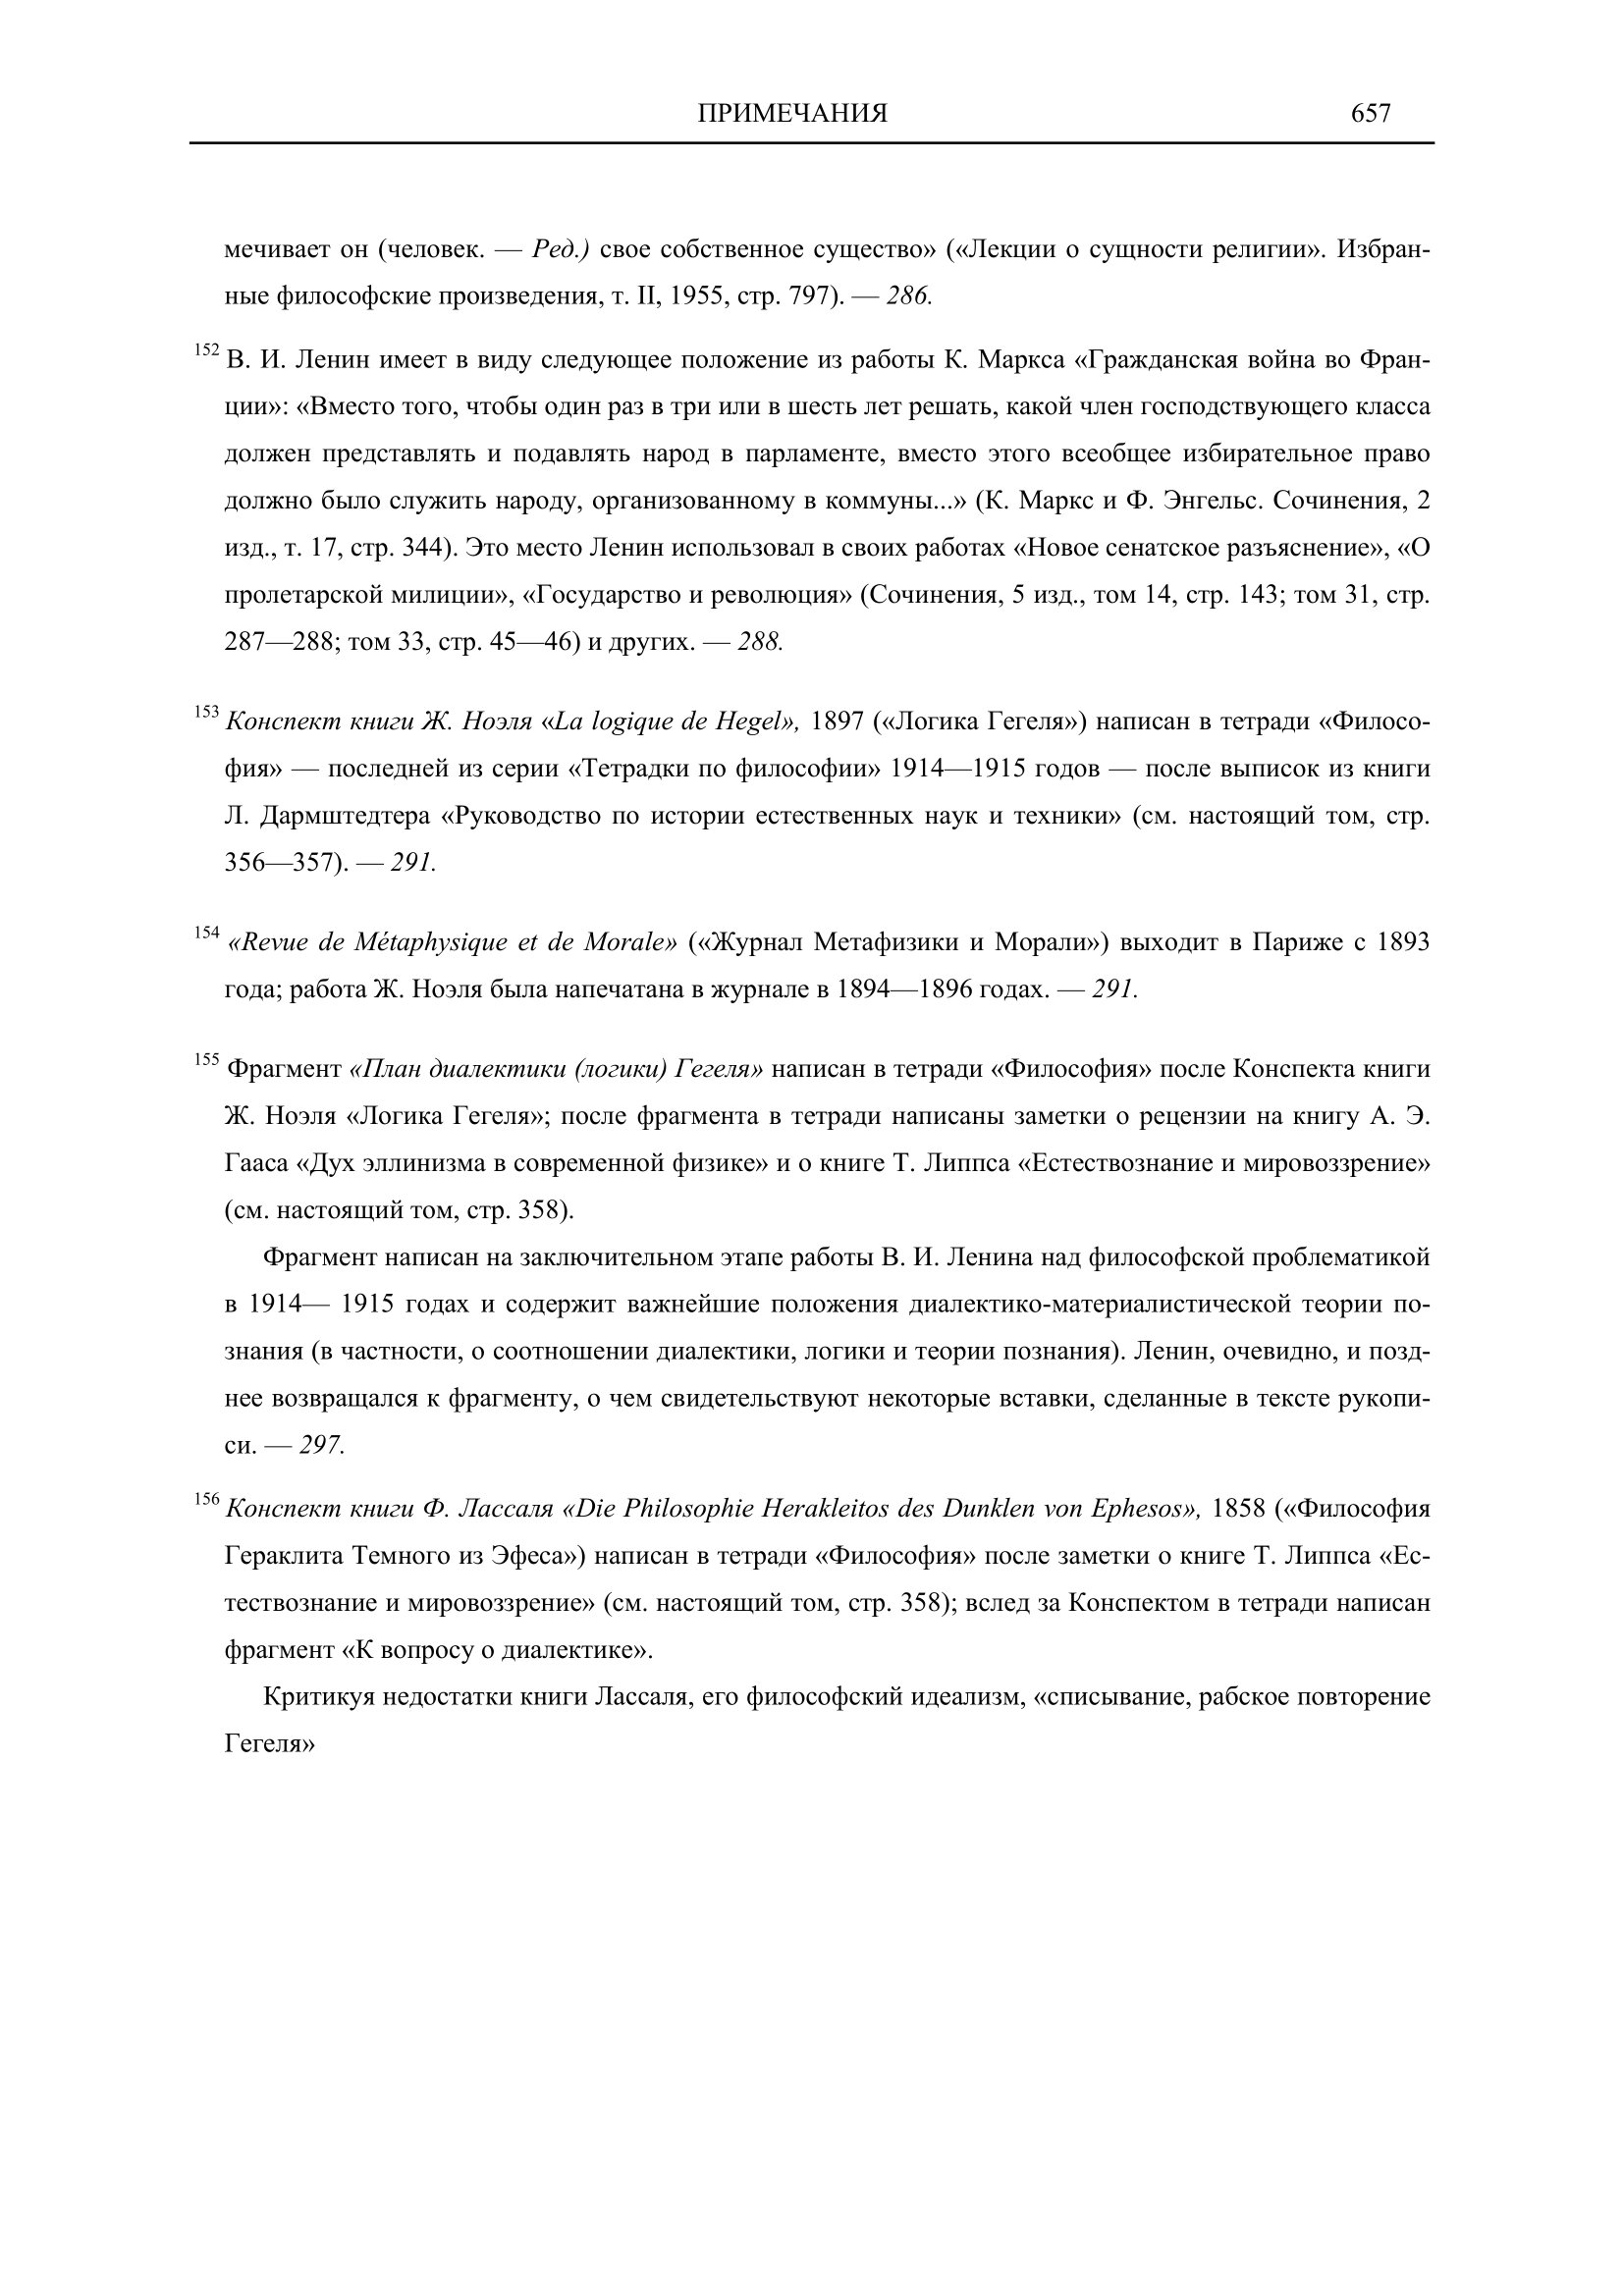 ПРИМЕЧАНИЯ 657
мечивает он (человек. — Ред.) свое собственное существо» («Лекции о сущности религии». Избран-
ные философские произведения, т. II, 1955, стр. 797). — 286.
152 В. И. Ленин имеет в виду следующее положение из работы К. Маркса «Гражданская война во Фран-
ции»: «Вместо того, чтобы один раз в три или в шесть лет решать, какой член господствующего класса
должен представлять и подавлять народ в парламенте, вместо этого всеобщее избирательное право
должно было служить народу, организованному в коммуны...» (К. Маркс и Ф. Энгельс. Сочинения, 2
изд., т. 17, стр. 344). Это место Ленин использовал в своих работах «Новое сенатское разъяснение», «О
пролетарской милиции», «Государство и революция» (Сочинения, 5 изд., том 14, стр. 143; том 31, стр.
287—288; том 33, стр. 45—46) и других. — 288.
153 Конспект книги Ж. Ноэля «La logique de Hegel», 1897 («Логика Гегеля») написан в тетради «Филосо-
фия» — последней из серии «Тетрадки по философии» 1914—1915 годов — после выписок из книги
Л. Дармштедтера «Руководство по истории естественных наук и техники» (см. настоящий том, стр.
356—357). — 291.
154 «Revue de Métaphysique et de Morale» («Журнал Метафизики и Морали») выходит в Париже с 1893
года; работа Ж. Ноэля была напечатана в журнале в 1894—1896 годах. — 291.
155 Фрагмент «План диалектики (логики) Гегеля» написан в тетради «Философия» после Конспекта книги
Ж. Ноэля «Логика Гегеля»; после фрагмента в тетради написаны заметки о рецензии на книгу А. Э.
Гааса «Дух эллинизма в современной физике» и о книге Т. Липпса «Естествознание и мировоззрение»
(см. настоящий том, стр. 358).
Фрагмент написан на заключительном этапе работы В. И. Ленина над философской проблематикой
в 1914— 1915 годах и содержит важнейшие положения диалектико-материалистической теории по-
знания (в частности, о соотношении диалектики, логики и теории познания). Ленин, очевидно, и позд-
нее возвращался к фрагменту, о чем свидетельствуют некоторые вставки, сделанные в тексте рукопи-
си. — 297.
156 Конспект книги Ф. Лассаля «Die Philosophie Herakleitos des Dunklen von Ephesos», 1858 («Философия
Гераклита Темного из Эфеса») написан в тетради «Философия» после заметки о книге Т. Липпса «Ес-
тествознание и мировоззрение» (см. настоящий том, стр. 358); вслед за Конспектом в тетради написан
фрагмент «К вопросу о диалектике».
Критикуя недостатки книги Лассаля, его философский идеализм, «списывание, рабское повторение
Гегеля»